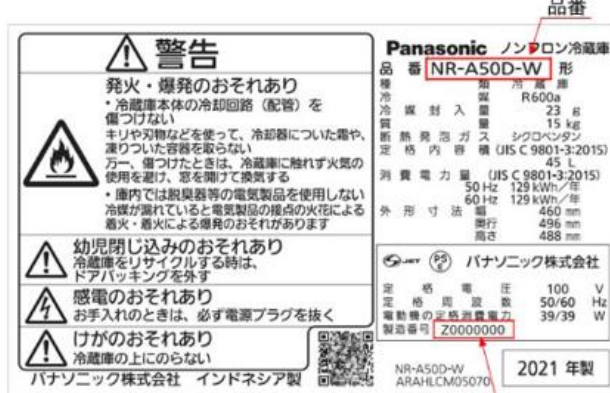 品番
警告
発火・爆発のおそれあり
・冷蔵庫本体の冷却回路（配管）を
傷つけない
キリや刃物などを使って、冷却器についた霜や、
凍りついた容器を取らない
万一、傷つけたときは、冷蔵庫に触れず火気の
使用を避け、窓を開けて換気する
・庫内では脱臭器等の電気製品を使用しない
冷媒が漏れていると電気製品の接点の火花による
着火・着火による爆発のおそれがあります
幼児閉じ込みのおそれあり
冷蔵庫をリサイクルする時は、
ドアパッキングを外す
感電のおそれあり
お手入れのときは、必ず電源プラグを抜く
けがのおそれあり
冷蔵庫の上にのらない
パナソニック株式会社 インドネシア製
Panasonic ノンフロン冷蔵庫
品番 NR-A50D-W 形
種類 冷蔵庫
冷媒 R600a
冷媒封入量 23 g
質量 15 kg
断熱発泡ガス シクロペンタン
定格内容積 (JIS C 9801-3:2015)
45 L
消費電力量 (JIS C 9801-3:2015)
50 Hz 129 kWh/年
60 Hz 129 kWh/年
外形寸法 幅 460 mm
奥行 496 mm
高さ 488 mm
JET PS E パナソニック株式会社
定格電圧 100 V
定格周波数 50/60 Hz
電動機の定格消費電力 39/39 W
製造番号 Z0000000
NR-A50D-W
ARAHLCM05070
2021 年製